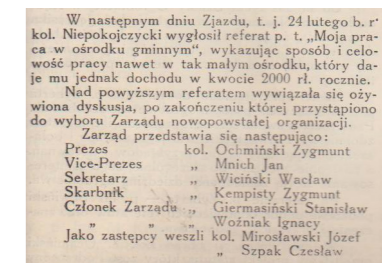 W następnym dniu Zjazdu, t. j. 24 lutego b. r·
kol. Niepokojczycki wygłosił referat p. t. „Moja pra-
ca w ośrodku gminnym“, wykazując sposób i celo-
wość pracy nawet w tak małym ośrodku, który da-
je mu jednak dochodu w kwocie 2000 rł. rocznie.
Nad powyższym referatem wywiązała się oży-
wiona dyskusja, po zakończeniu której przystąpiono
do wyboru Zarządu nowopowstałej organizacji.
Zarząd przedstawia się następująco:
Prezes kol. Ochmiński Zygmunt
Vice-Prezes „ Mnich Jan
Sekretarz „ Wiciński Wacław
Skarbnik „ Kempisty Zygmunt
Członek Zarządu „ Giermasiński Stanisław
„ „ „ Woźniak Ignacy
Jako zastępcy weszli kol. Mirosławski Józef
„ Szpak Czesław